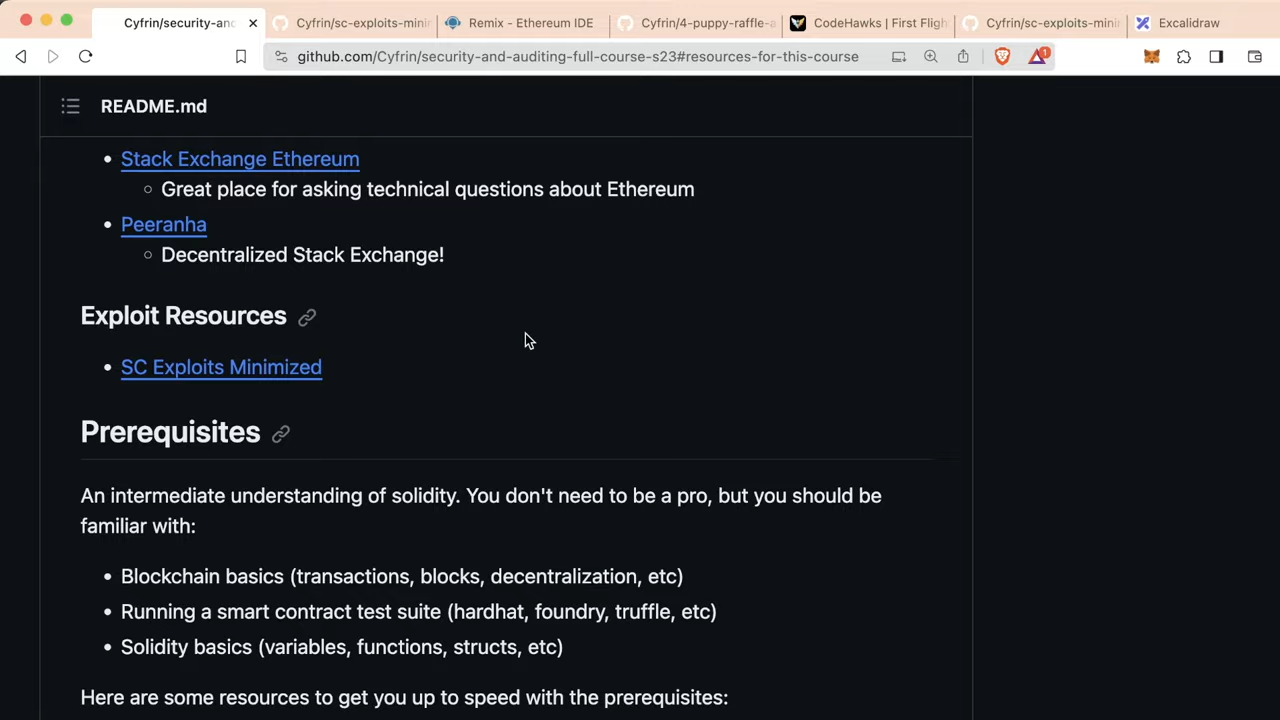 Cyfrin/security-and
Cyfrin/sc-exploits-minim
Remix - Ethereum IDE
Cyfrin/4-puppy-raffle-a
CodeHawks | First Fligh
Cyfrin/sc-exploits-minim
Excalidraw
github.com/Cyfrin/security-and-auditing-full-course-s23#resources-for-this-course
1
README.md
• Stack Exchange Ethereum
◦ Great place for asking technical questions about Ethereum
• Peeranha
◦ Decentralized Stack Exchange!
Exploit Resources
• SC Exploits Minimized
Prerequisites
An intermediate understanding of solidity. You don't need to be a pro, but you should be
familiar with:
• Blockchain basics (transactions, blocks, decentralization, etc)
• Running a smart contract test suite (hardhat, foundry, truffle, etc)
• Solidity basics (variables, functions, structs, etc)
Here are some resources to get you up to speed with the prerequisites: